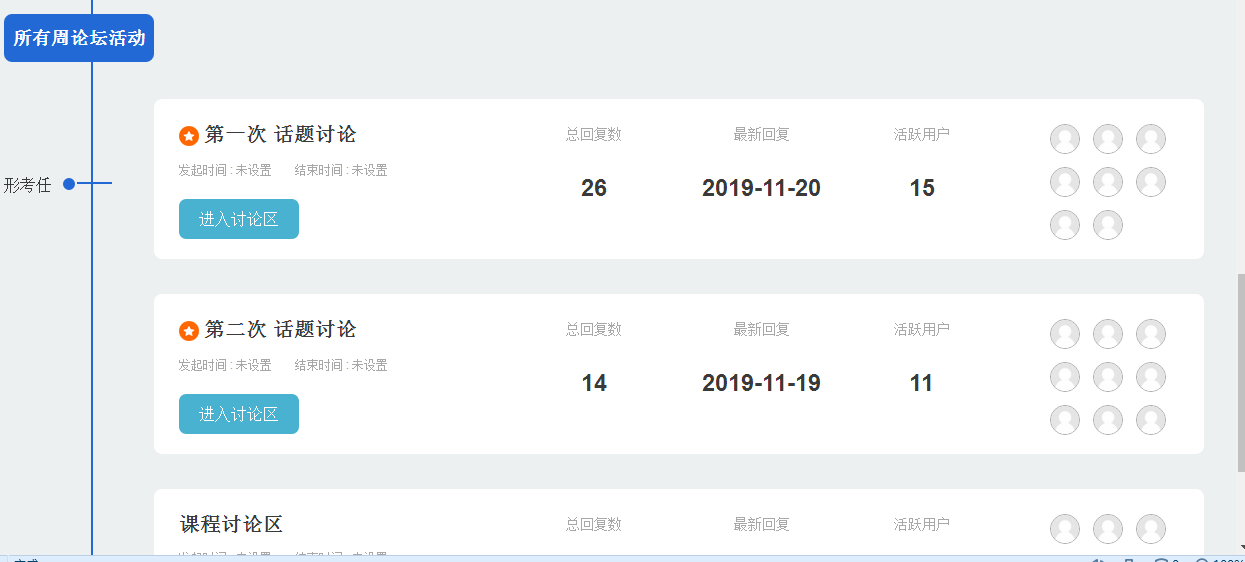 所有周论坛活动
第一次 话题讨论
总回复数
最新回复
活跃用户
发起时间 : 未设置
结束时间 : 未设置
形考任
26
2019-11-20
15
进入讨论区
第二次 话题讨论
总回复数
最新回复
活跃用户
发起时间 : 未设置
结束时间 : 未设置
14
2019-11-19
11
进入讨论区
课程讨论区
总回复数
最新回复
活跃用户